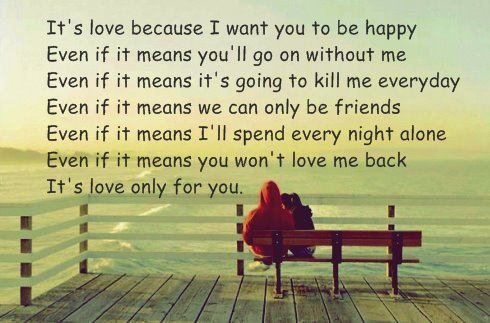 It's love because I want you to be happy
Even if it means you'll go on without me
Even if it means it's going to kill me everyday
Even if it means we can only be friends
Even if it means I'll spend every night alone
Even if it means you won't love me back
It's love only for you.